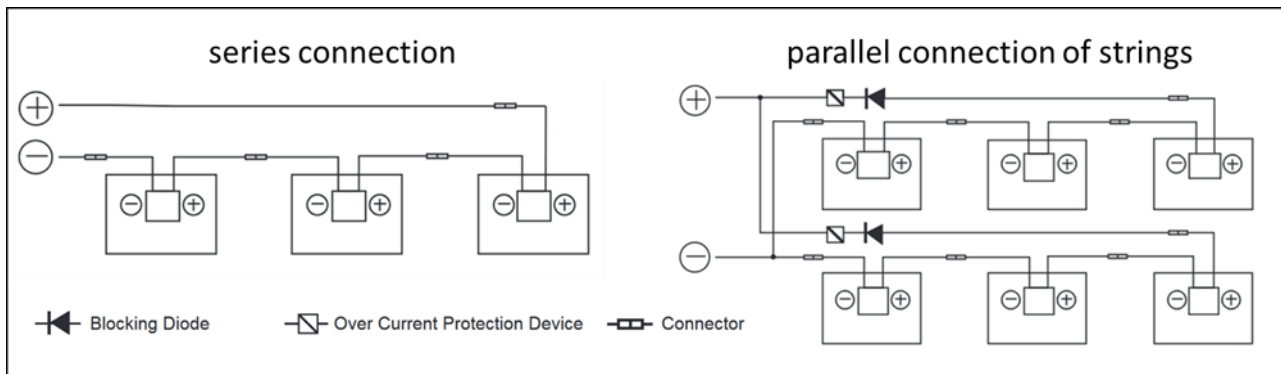 series connection
parallel connection of strings
Blocking Diode
Over Current Protection Device
Connector